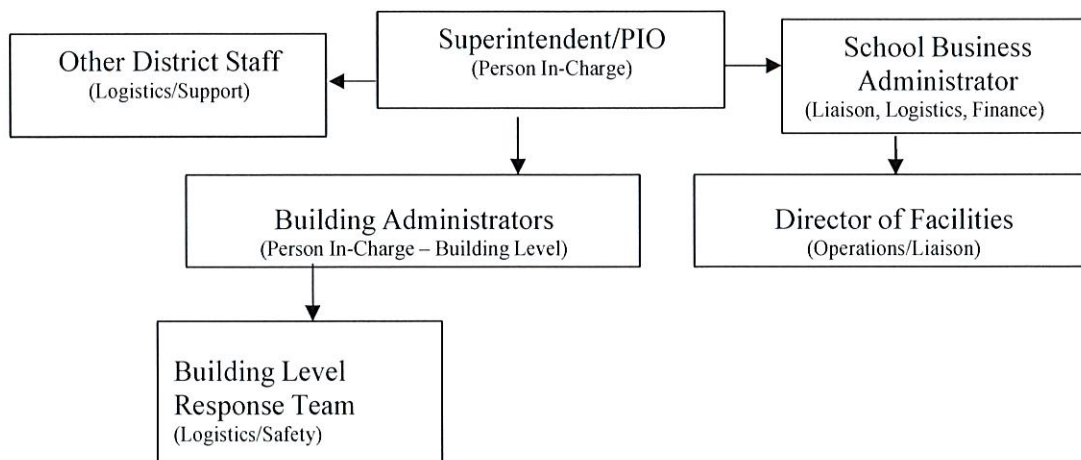 Superintendent/PIO
(Person In-Charge)
Other District Staff
(Logistics/Support)
School Business
Administrator
(Liaison, Logistics, Finance)
Building Administrators
(Person In-Charge – Building Level)
Director of Facilities
(Operations/Liaison)
Building Level
Response Team
(Logistics/Safety)